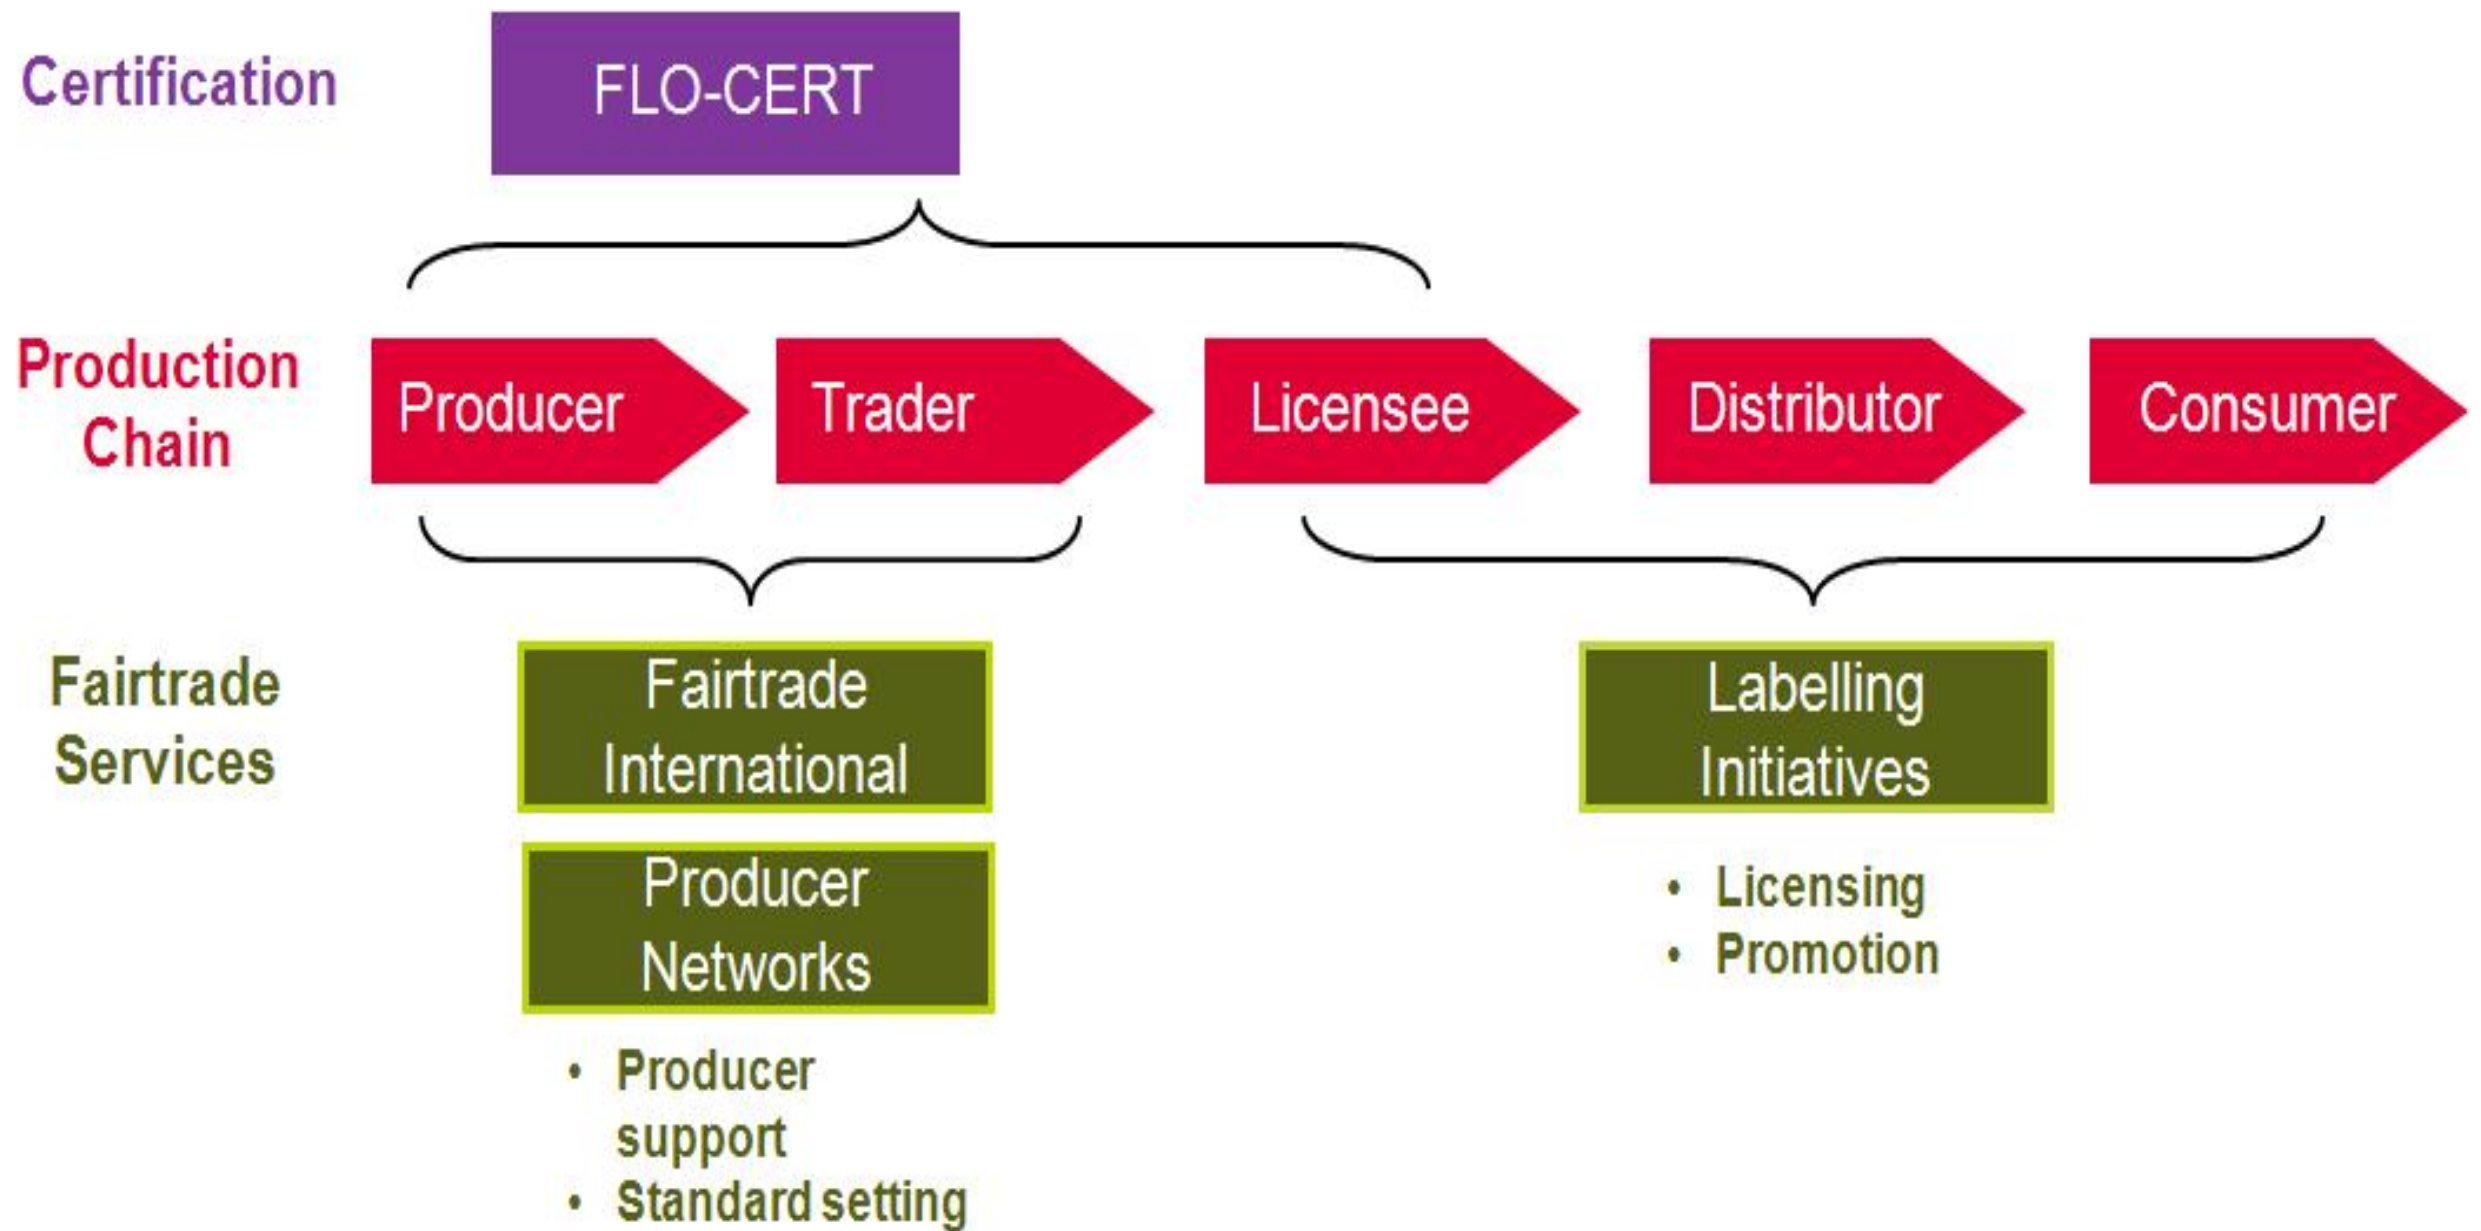 Certification
FLO-CERT
Production
Chain
Producer
Trader
Licensee
Distributor
Consumer
Fairtrade
Services
Fairtrade
International
Producer
Networks
• Producer
support
• Standard setting
Labelling
Initiatives
• Licensing
• Promotion